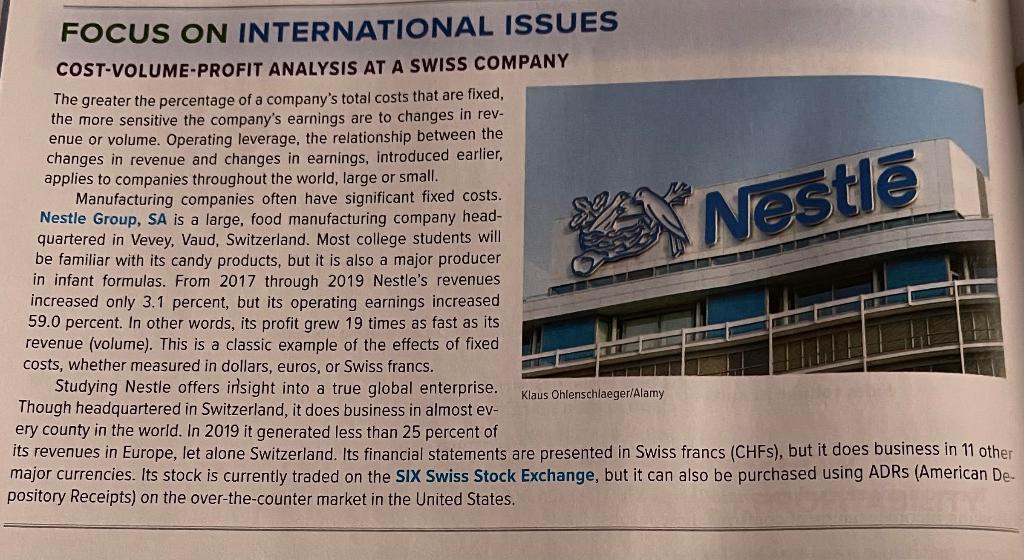 FOCUS ON INTERNATIONAL ISSUES
COST-VOLUME-PROFIT ANALYSIS AT A SWISS COMPANY
The greater the percentage of a company's total costs that are fixed,
the more sensitive the company's earnings are to changes in rev-
enue or volume. Operating leverage, the relationship between the
changes in revenue and changes in earnings, introduced earlier,
applies to companies throughout the world, large or small.
Manufacturing companies often have significant fixed costs.
Nestle Group, SA is a large, food manufacturing company head-
quartered in Vevey, Vaud, Switzerland. Most college students will
be familiar with its candy products, but it is also a major producer
in infant formulas. From 2017 through 2019 Nestle's revenues
increased only 3.1 percent, but its operating earnings increased
59.0 percent. In other words, its profit grew 19 times as fast as its
revenue (volume). This is a classic example of the effects of fixed
costs, whether measured in dollars, euros, or Swiss francs.
Studying Nestle offers insight into a true global enterprise.
Though headquartered in Switzerland, it does business in almost ev-
ery county in the world. In 2019 it generated less than 25 percent of
its revenues in Europe, let alone Switzerland. Its financial statements are presented in Swiss francs (CHFs), but it does business in 11 other
major currencies. Its stock is currently traded on the SIX Swiss Stock Exchange, but it can also be purchased using ADRs (American De-
pository Receipts) on the over-the-counter market in the United States.
Nestlē
Klaus Ohlenschlaeger/Alamy